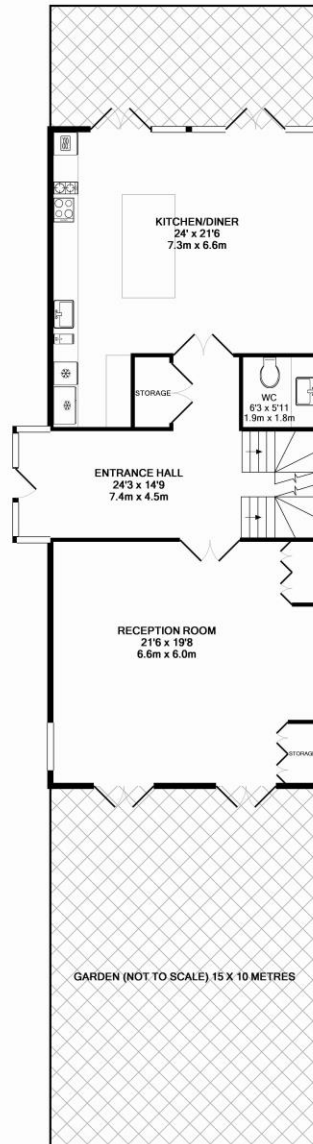 KITCHEN/DINER
24' x 21'6
7.3m x 6.6m
STORAGE
WC
6'3 x 5'11
1.9m x 1.8m
ENTRANCE HALL
24'3 x 14'9
7.4m x 4.5m
RECEPTION ROOM
21'6 x 19'8
6.6m x 6.0m
STORAGE
GARDEN (NOT TO SCALE) 15 X 10 METRES